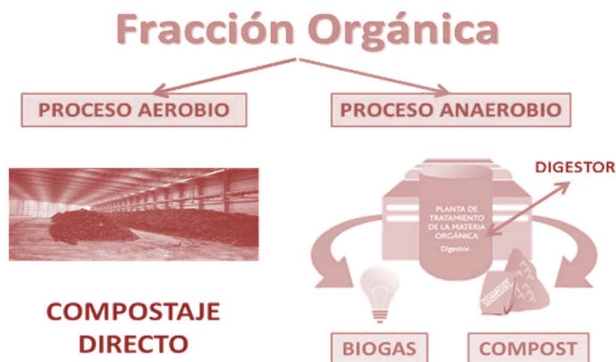 Fracción Orgánica
PROCESO AEROBIO
PROCESO ANAEROBIO
DIGESTOR
PLANTA DE
TRATAMIENTO
DE LA MATERIA
ORGÁNICA
Digestor.
COMPOST
COMPOSTAJE
DIRECTO
BIOGAS
COMPOST